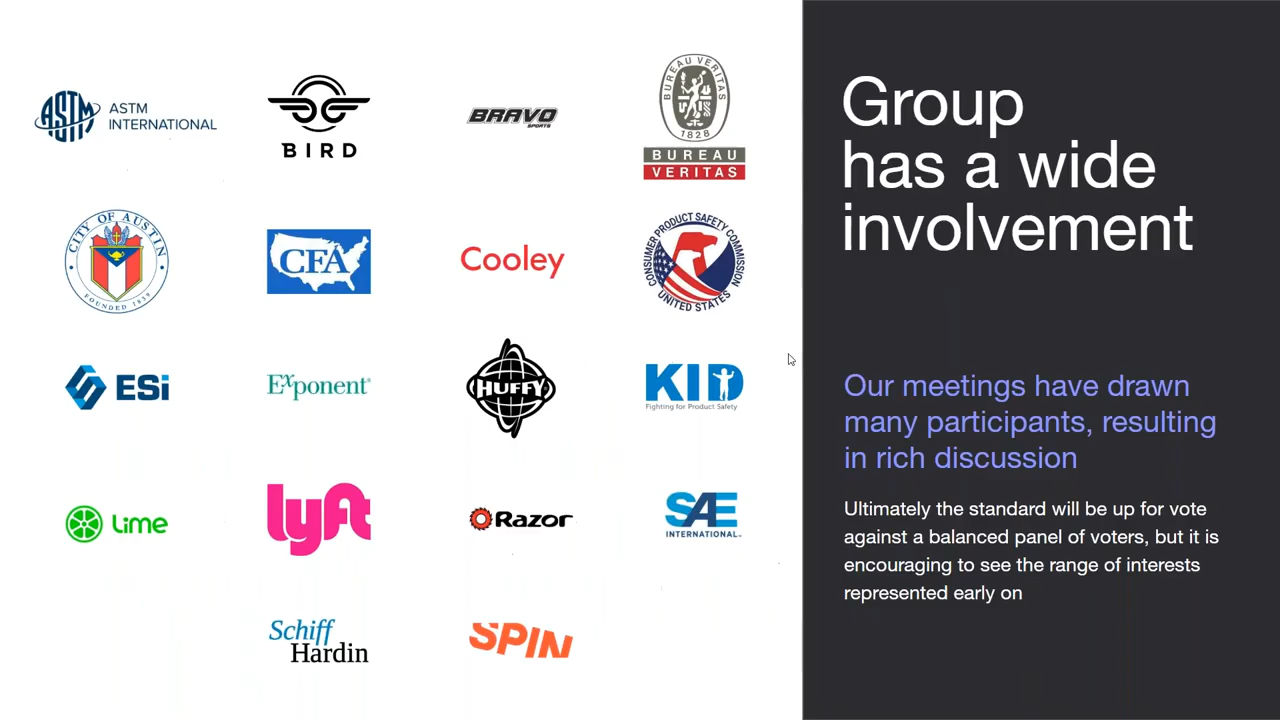 ASTM
ASTM
INTERNATIONAL
BIRD
BRAVO
SPORTS
BUREAU VERITAS
1828
BUREAU
VERITAS
CITY OF AUSTIN
FOUNDED 1839
CFA
Cooley
CONSUMER PRODUCT SAFETY COMMISSION
UNITED STATES
ESi
Exponent®
HUFFY
KID
Fighting for Product Safety
Lime
lyft
Razor
SAE
INTERNATIONAL™
Schiff
Hardin
SPIN
Group
has a wide
involvement
Our meetings have drawn
many participants, resulting
in rich discussion
Ultimately the standard will be up for vote
against a balanced panel of voters, but it is
encouraging to see the range of interests
represented early on